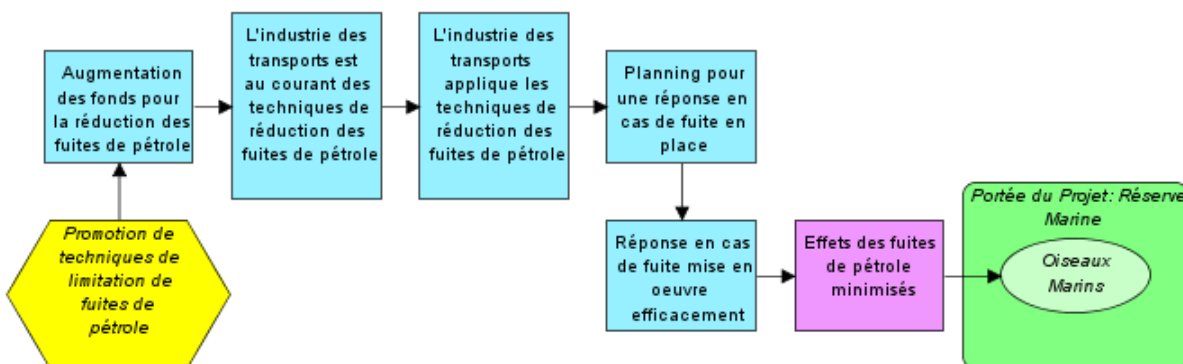 Augmentation
des fonds pour
la réduction des
fuites de pétrole
L'industrie des
transports est
au courant des
techniques de
réduction des
fuites de pétrole
L'industrie des
transports
applique les
techniques de
réduction des
fuites de pétrole
Planning pour
une réponse en
cas de fuite en
place
Portée du Projet: Réserve
Marine
Promotion de
techniques de
limitation de
fuites de
pétrole
Réponse en cas
de fuite mise en
oeuvre
efficacement
Effets des fuites
de pétrole
minimisés
Oiseaux
Marins